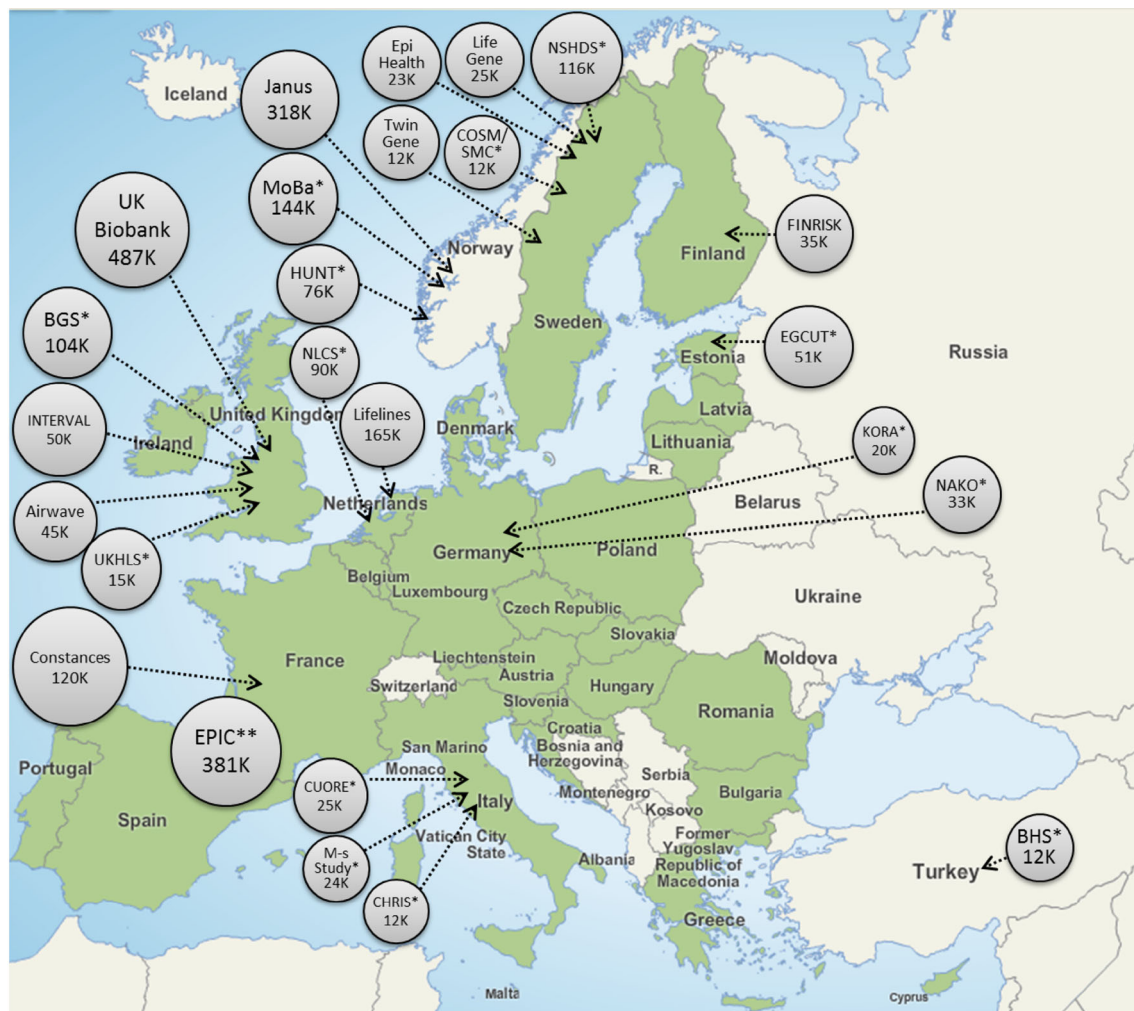 Epi
Health
23K
Life
Gene
25K
NSHDS*
116K
Iceland
Janus
318K
Twin
Gene
12K
COSM/
SMC*
12K
MoBa*
144K
UK
Biobank
487K
FINRISK
35K
Norway
Finland
HUNT*
76K
BGS*
104K
Sweden
NLCS*
90K
EGCUT*
51K
Estonia
Russia
INTERVAL
50K
United Kingdom
Ireland
Lifelines
165K
Denmark
Latvia
Lithuania
KORA*
20K
R.
NAKO*
33K
Belarus
Airwave
45K
Netherlands
UKHLS*
15K
Germany
Poland
Belgium
Luxembourg
Ukraine
Czech Republic
Slovakia
Constances
120K
France
Liechtenstein
Austria
Switzerland
Moldova
Hungary
Slovenia
Romania
EPIC**
381K
Croatia
San Marino
Bosnia and
Herzegovina
Portugal
Monaco
Serbia
CUORE*
25K
Italy
Montenegro
Bulgaria
Kosovo
Spain
Vatican City
State
Former
Yugoslav
Republic of
Macedonia
M-s
Study*
24K
Albania
BHS*
12K
Turkey
CHRIS*
12K
Greece
Malta
Cyprus